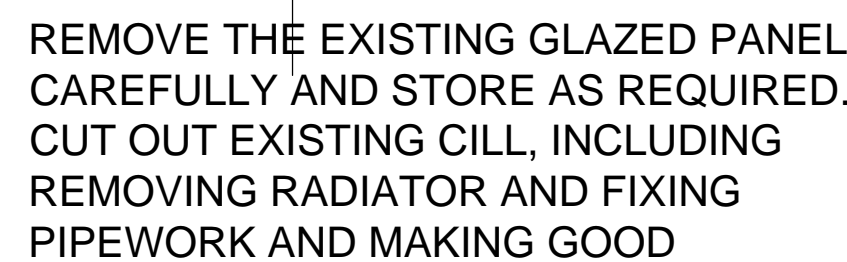 REMOVE THE EXISTING GLAZED PANEL
CAREFULLY AND STORE AS REQUIRED.
CUT OUT EXISTING CILL, INCLUDING
REMOVING RADIATOR AND FIXING
PIPEWORK AND MAKING GOOD